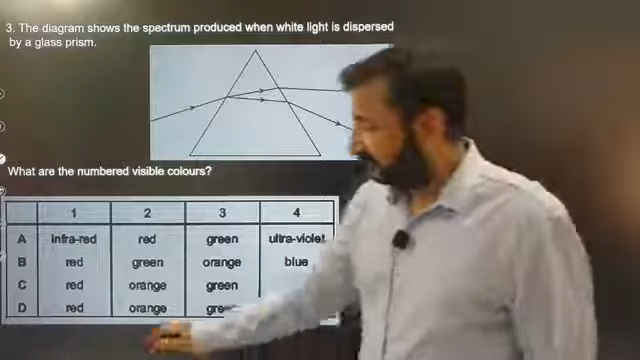 3. The diagram shows the spectrum produced when white light is dispersed
by a glass prism.
What are the numbered visible colours?
1 2 3 4
A infra-red red green ultra-violet
B red green orange blue
C red orange green
D red orange